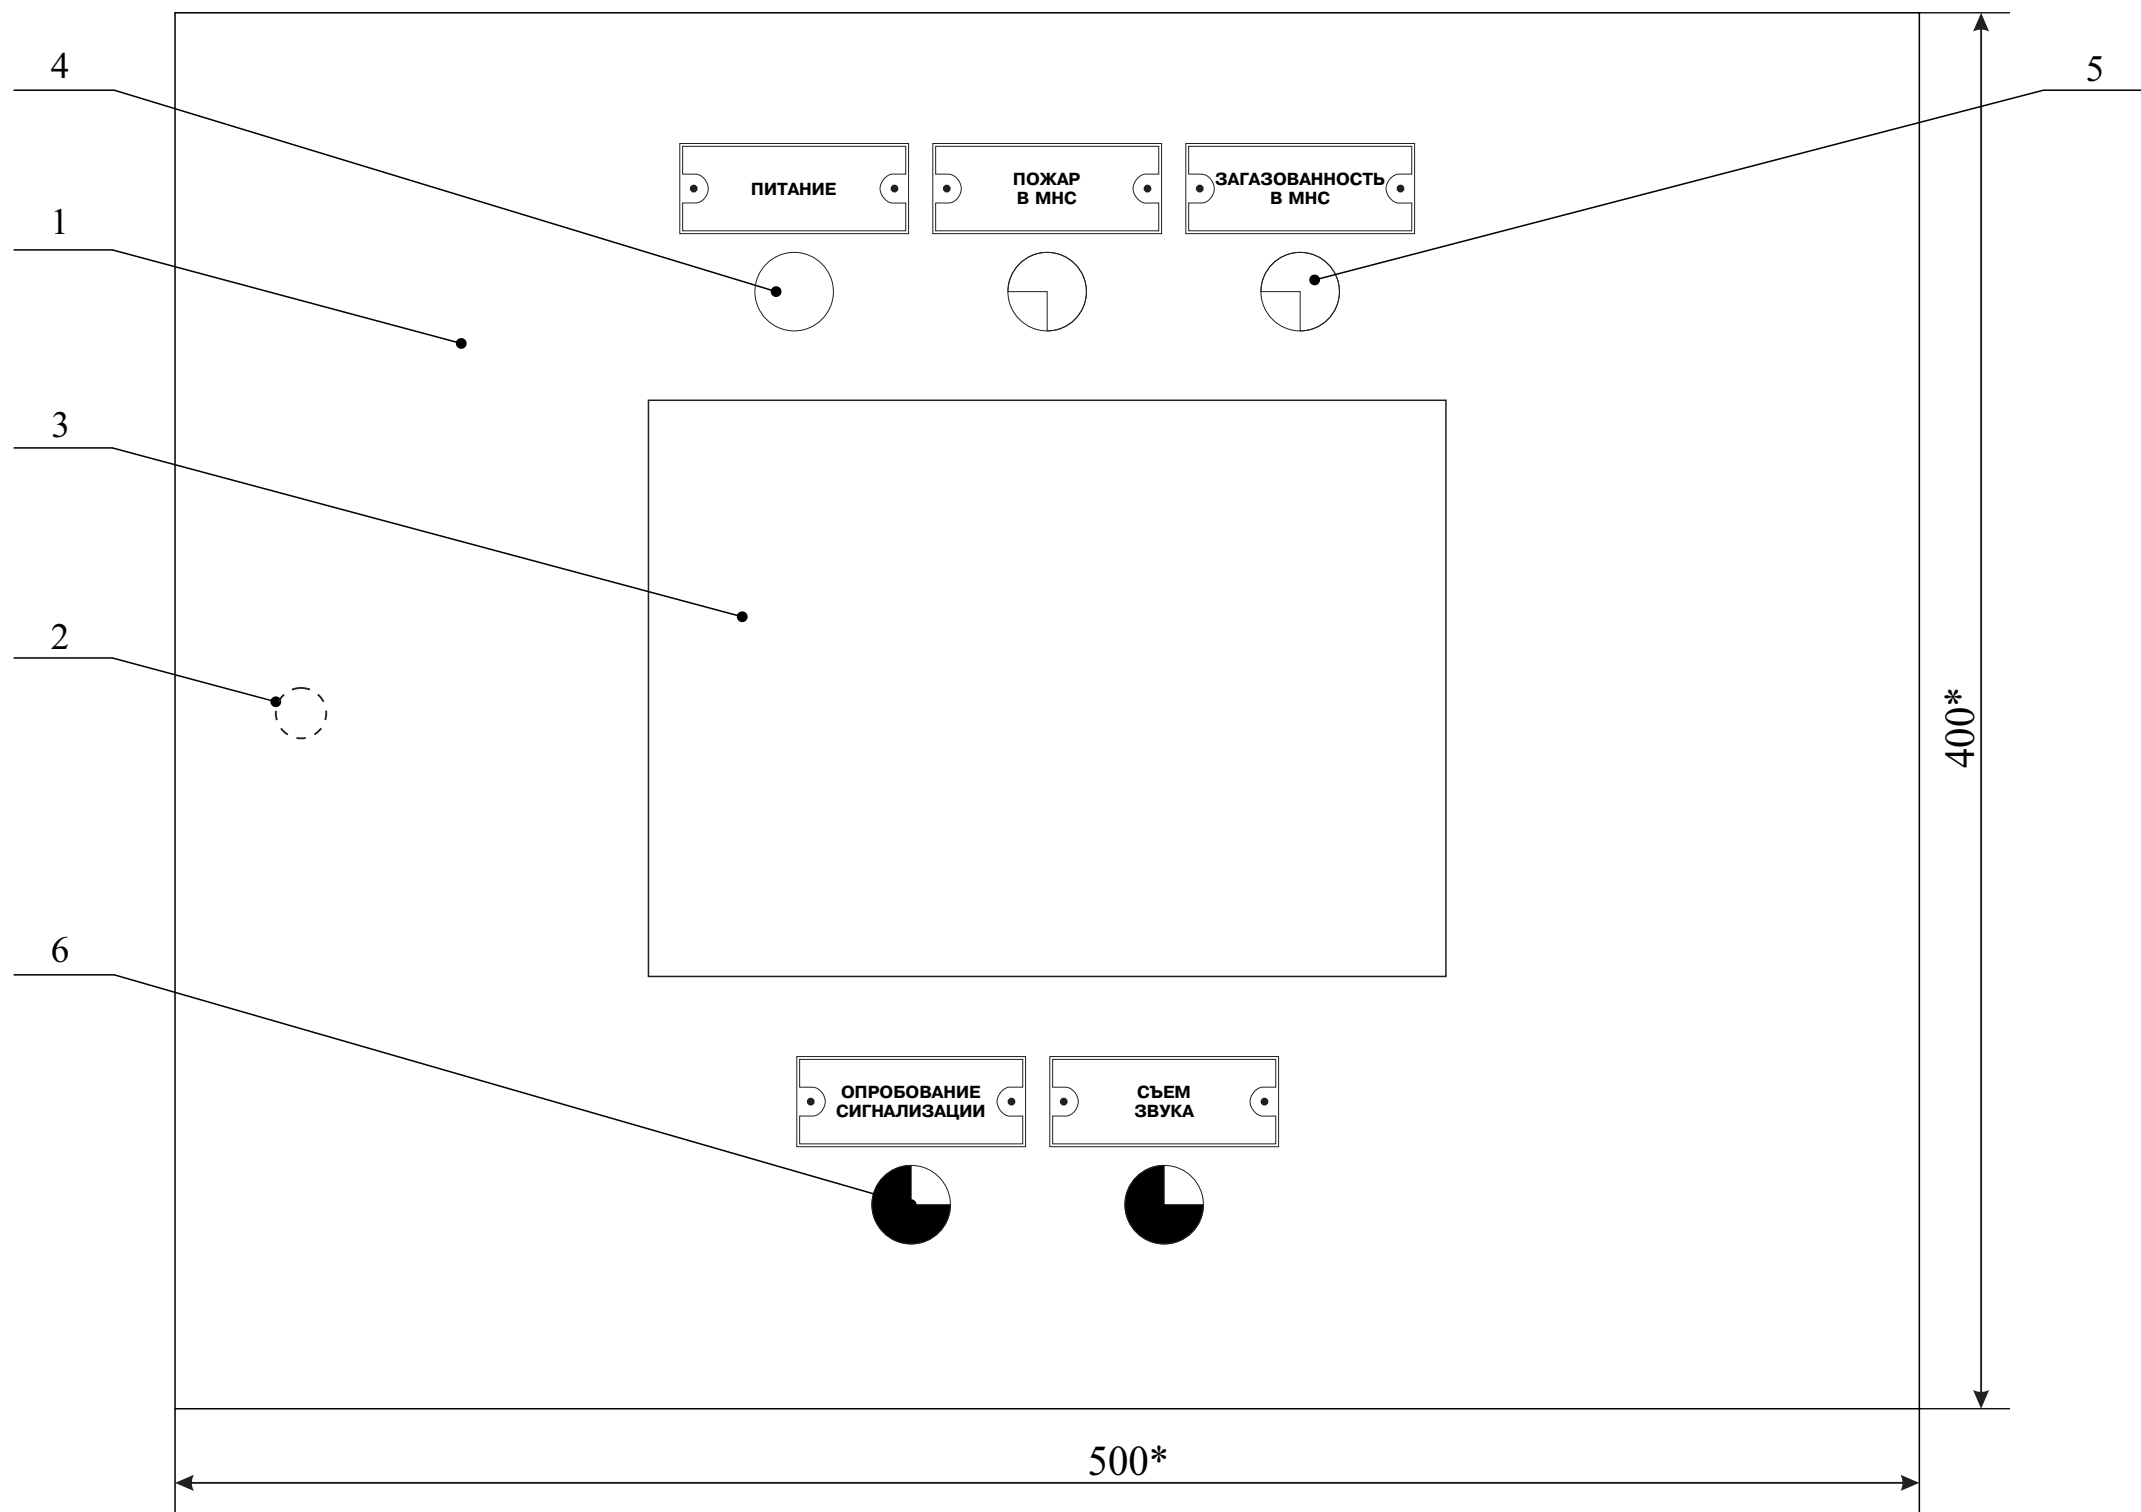 4
5
ПИТАНИЕ
ПОЖАР
В МНС
ЗАГАЗОВАННОСТЬ
В МНС
1
3
2
400*
6
ОПРОБОВАНИЕ
СИГНАЛИЗАЦИИ
СЪЕМ
ЗВУКА
500*